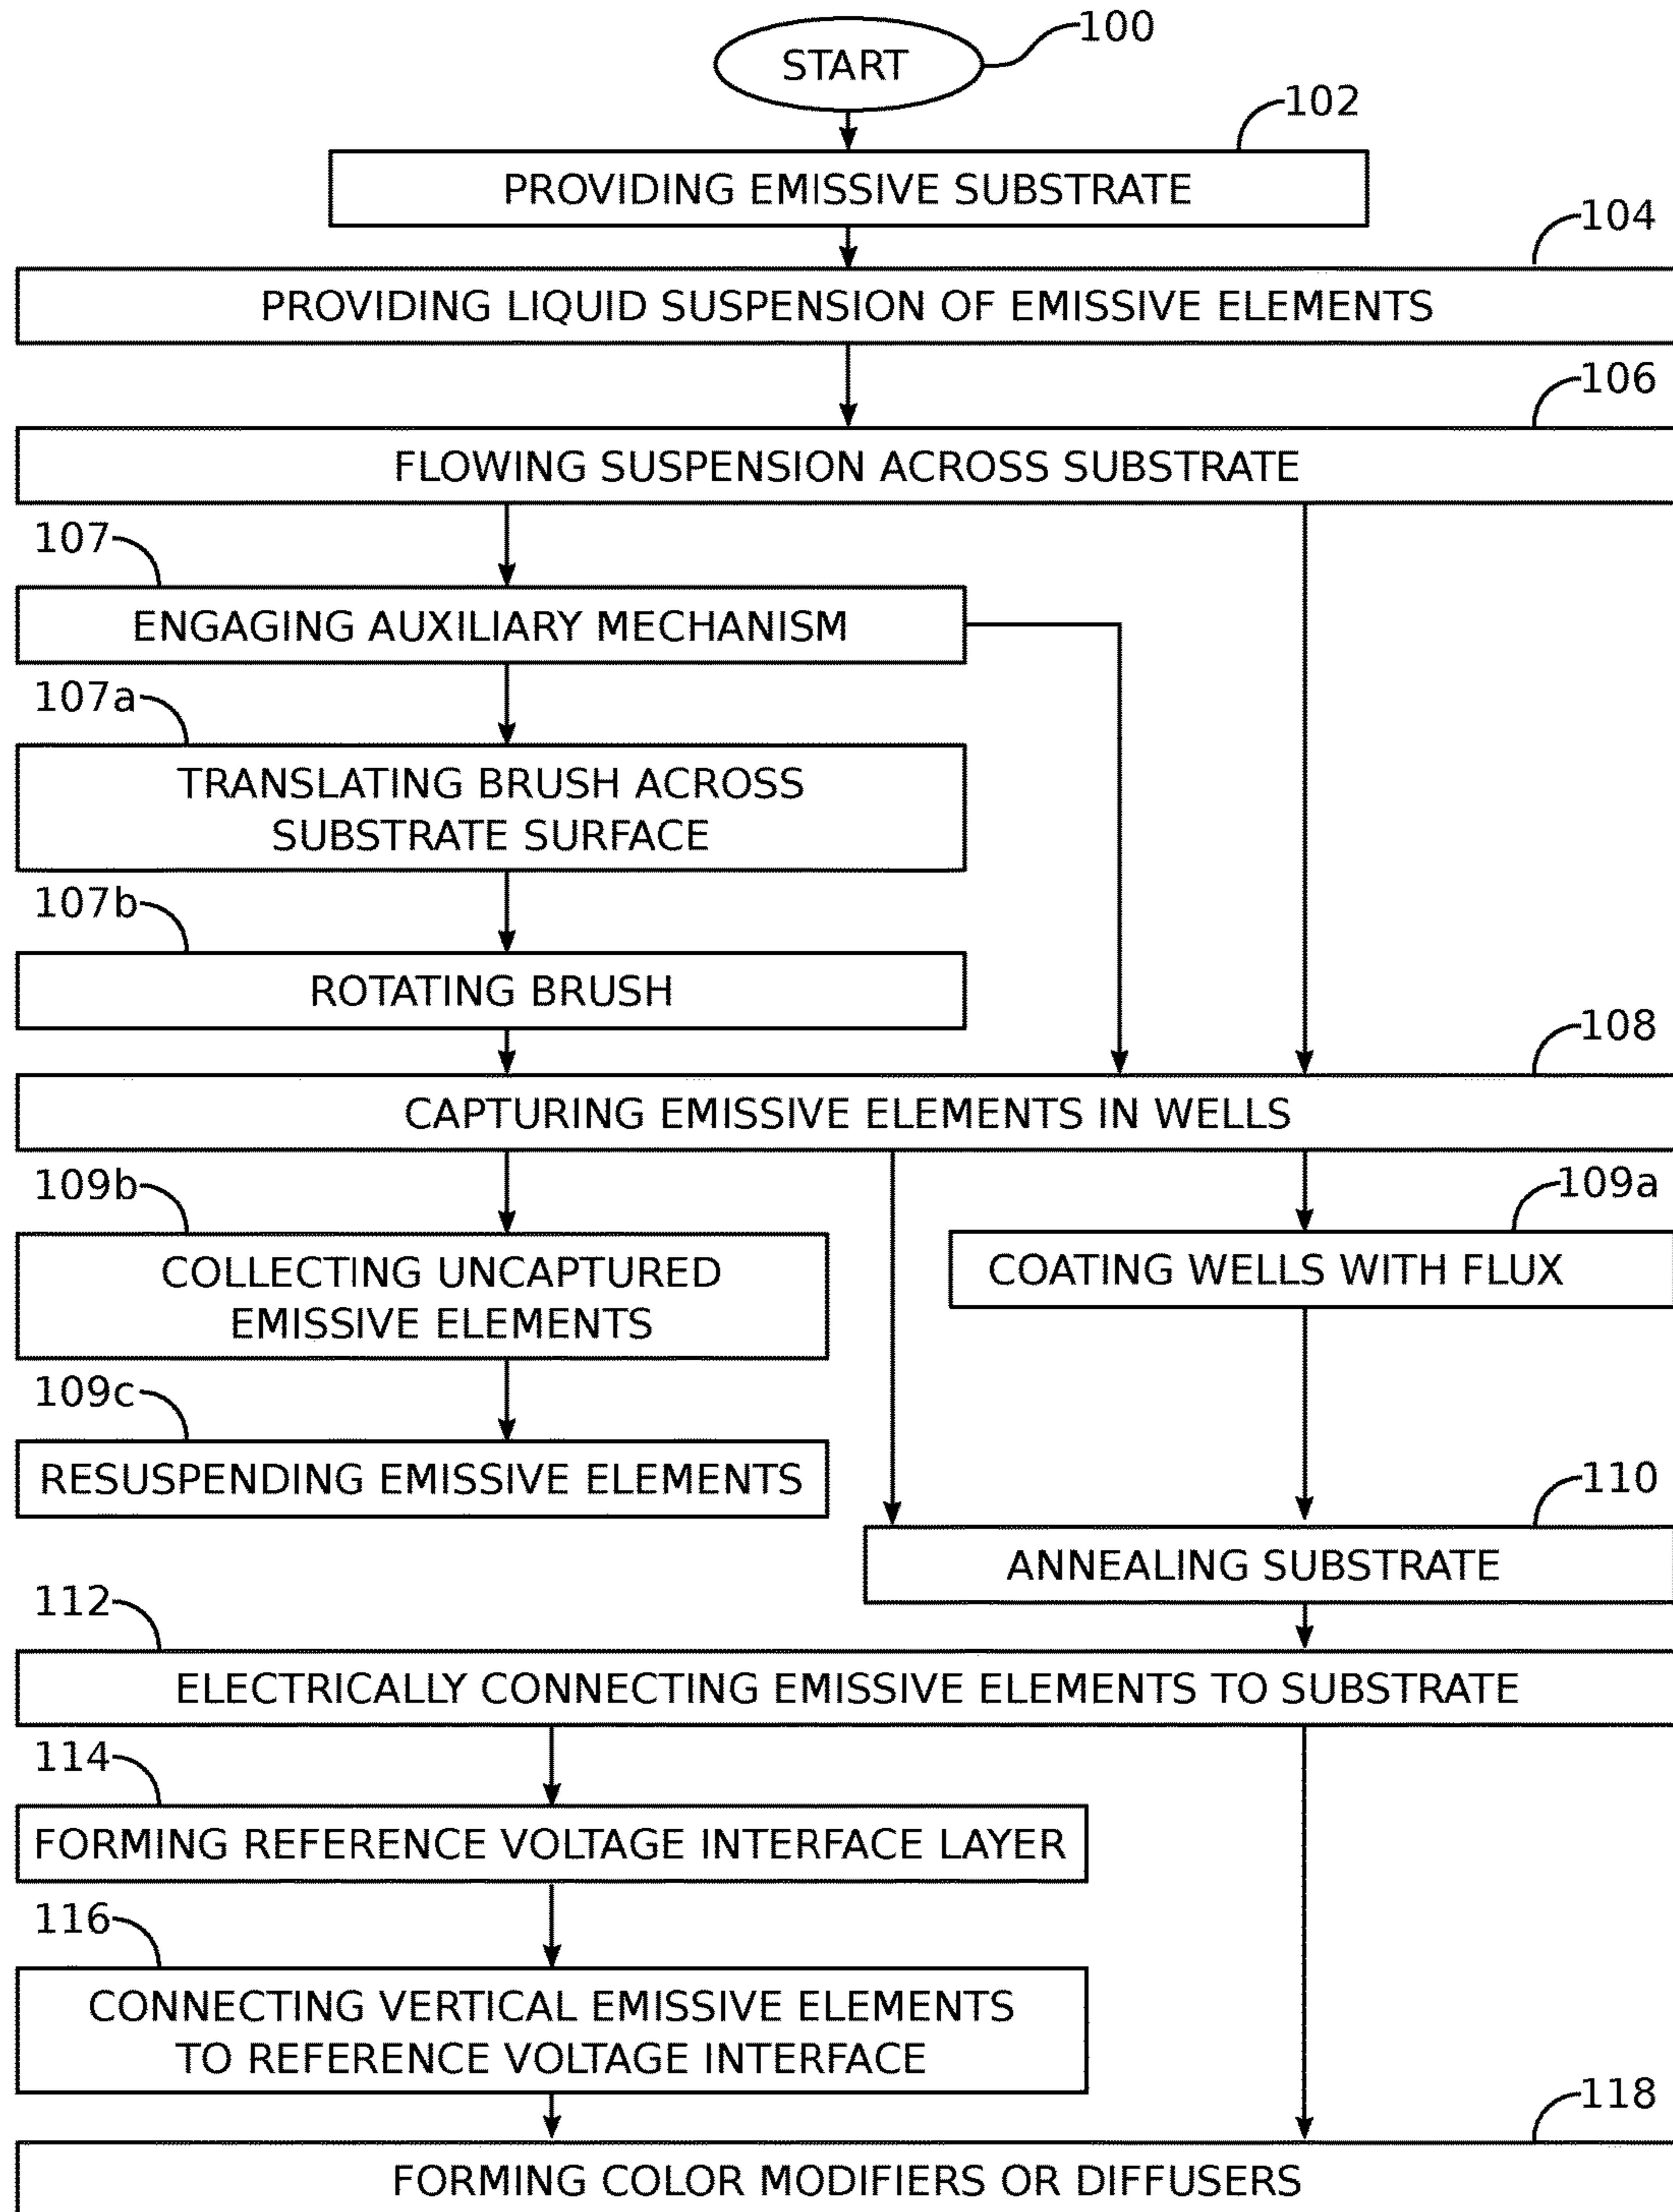 100
START
102
PROVIDING EMISSIVE SUBSTRATE
104
PROVIDING LIQUID SUSPENSION OF EMISSIVE ELEMENTS
106
FLOWING SUSPENSION ACROSS SUBSTRATE
107
ENGAGING AUXILIARY MECHANISM
107a
TRANSLATING BRUSH ACROSS
SUBSTRATE SURFACE
107b
ROTATING BRUSH
108
CAPTURING EMISSIVE ELEMENTS IN WELLS
109b
COLLECTING UNCAPTURED
EMISSIVE ELEMENTS
109a
COATING WELLS WITH FLUX
109c
RESUSPENDING EMISSIVE ELEMENTS
110
ANNEALING SUBSTRATE
112
ELECTRICALLY CONNECTING EMISSIVE ELEMENTS TO SUBSTRATE
114
FORMING REFERENCE VOLTAGE INTERFACE LAYER
116
CONNECTING VERTICAL EMISSIVE ELEMENTS
TO REFERENCE VOLTAGE INTERFACE
118
FORMING COLOR MODIFIERS OR DIFFUSERS